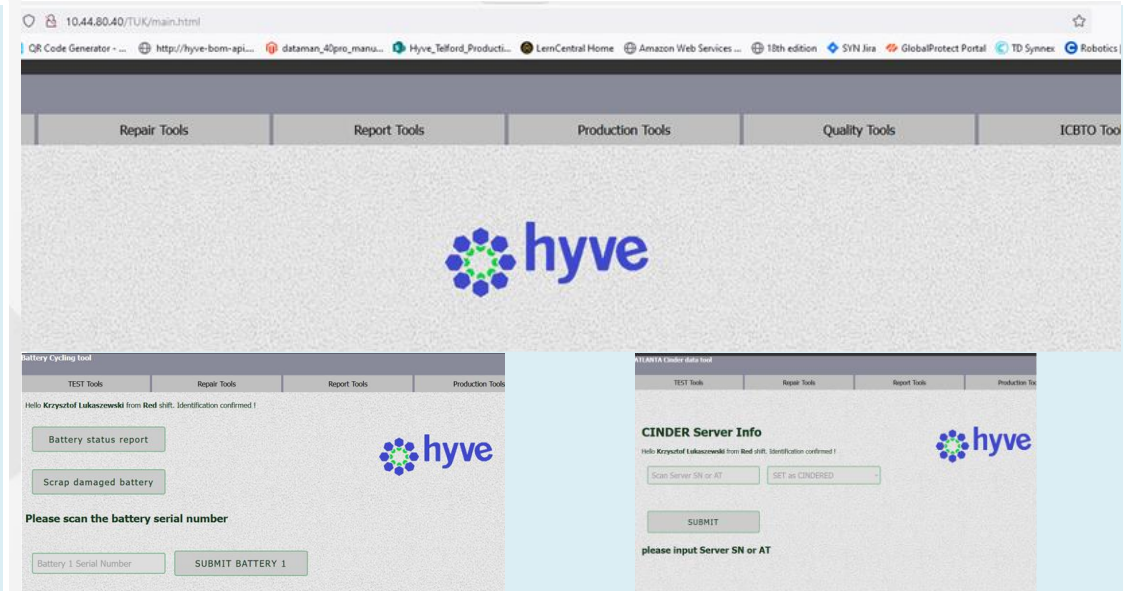 10.44.80.40/TUK/main.html
QR Code Generator - ... http://hyve-bom-api.... dataman_40pro_manu... Hyve_Telford_Producti... LernCentral Home Amazon Web Services ... 18th edition SYN Jira GlobalProtect Portal TD Synnex Robotics
Repair Tools Report Tools Production Tools Quality Tools ICBTO Tool
hyve
Battery Cycling tool
TEST Tools Repair Tools Report Tools Production Tools
Hello Krzysztof Lukaszewski from Red shift. Identification confirmed !
Battery status report
hyve
Scrap damaged battery
Please scan the battery serial number
Battery 1 Serial Number SUBMIT BATTERY 1
ATLANTA Cinder data tool
TEST Tools Repair Tools Report Tools Production Too
CINDER Server Info
hyve
Hello Krzysztof Lukaszewski from Red shift. Identification confirmed !
Scan Server SN or AT SET as CINDERED
SUBMIT
please input Server SN or AT